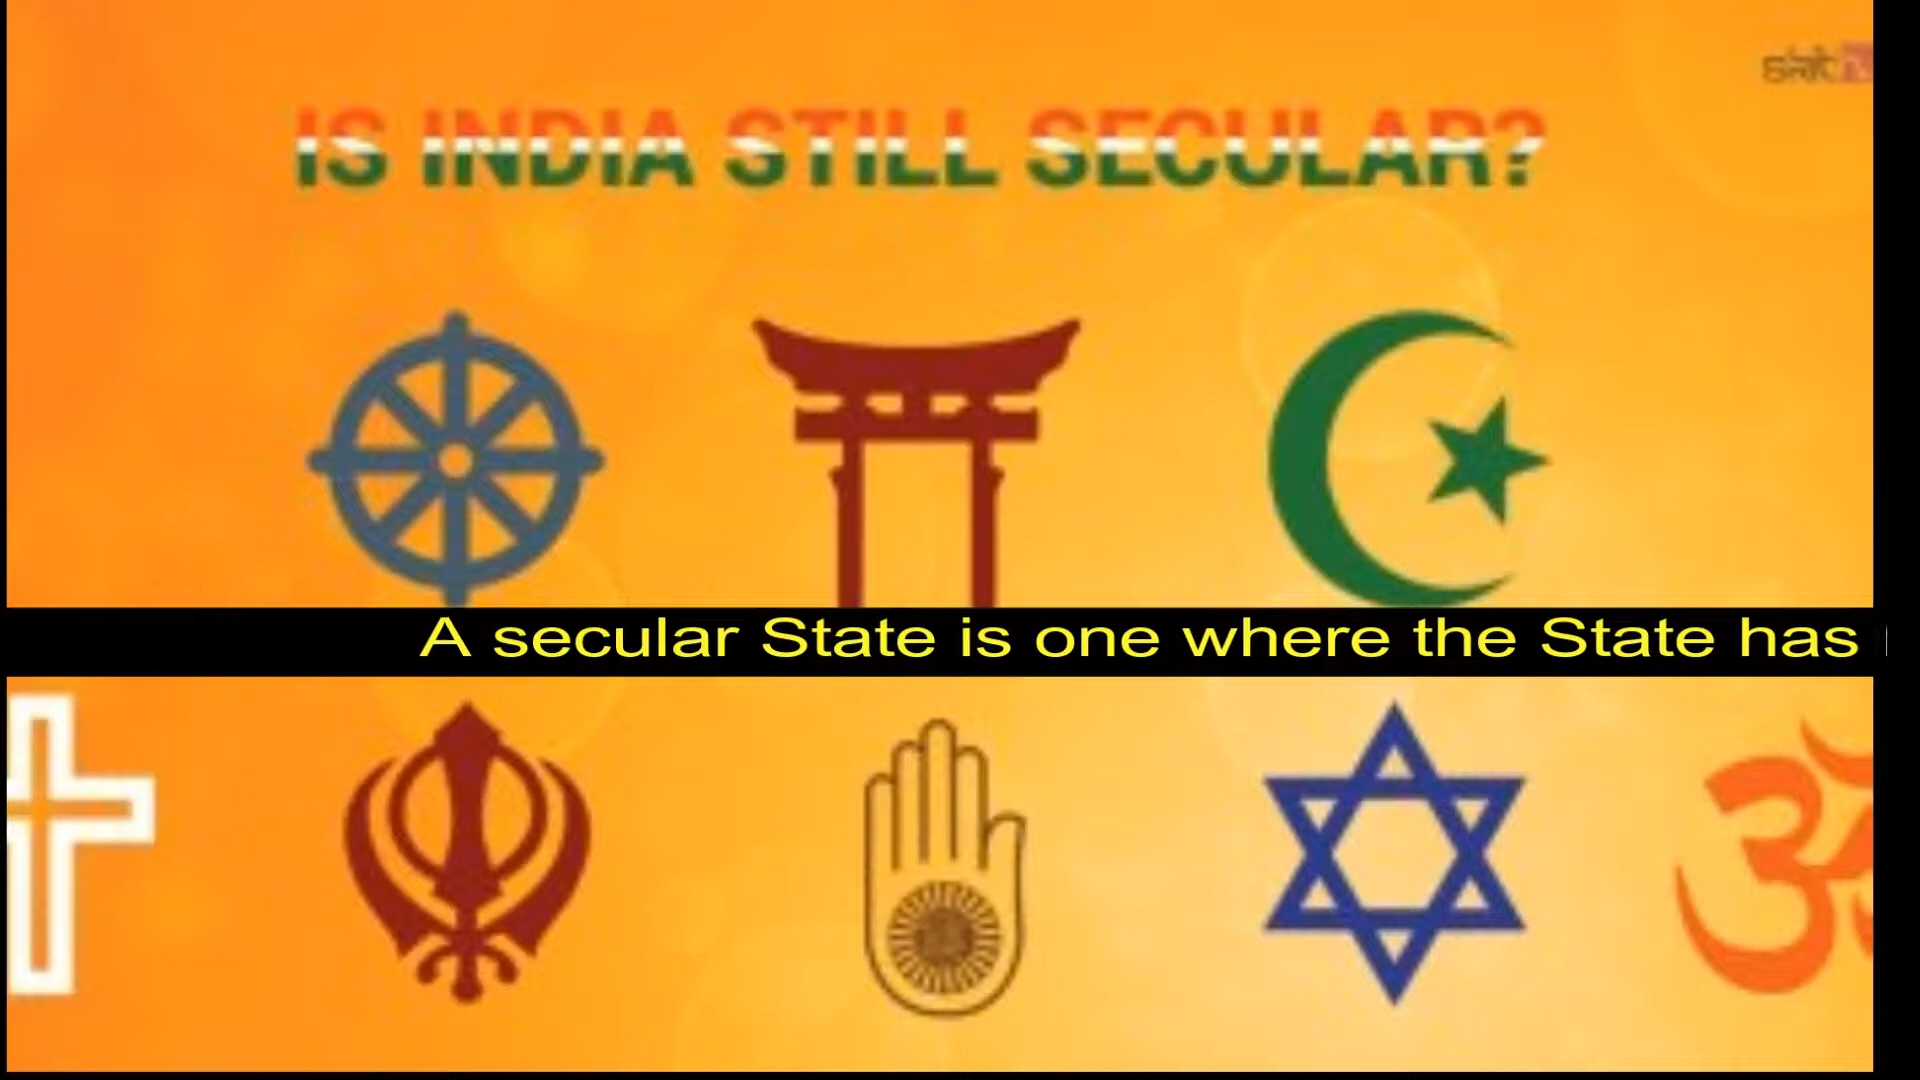 IS INDIA STILL SECULAR?
A secular State is one where the State has
ॐ